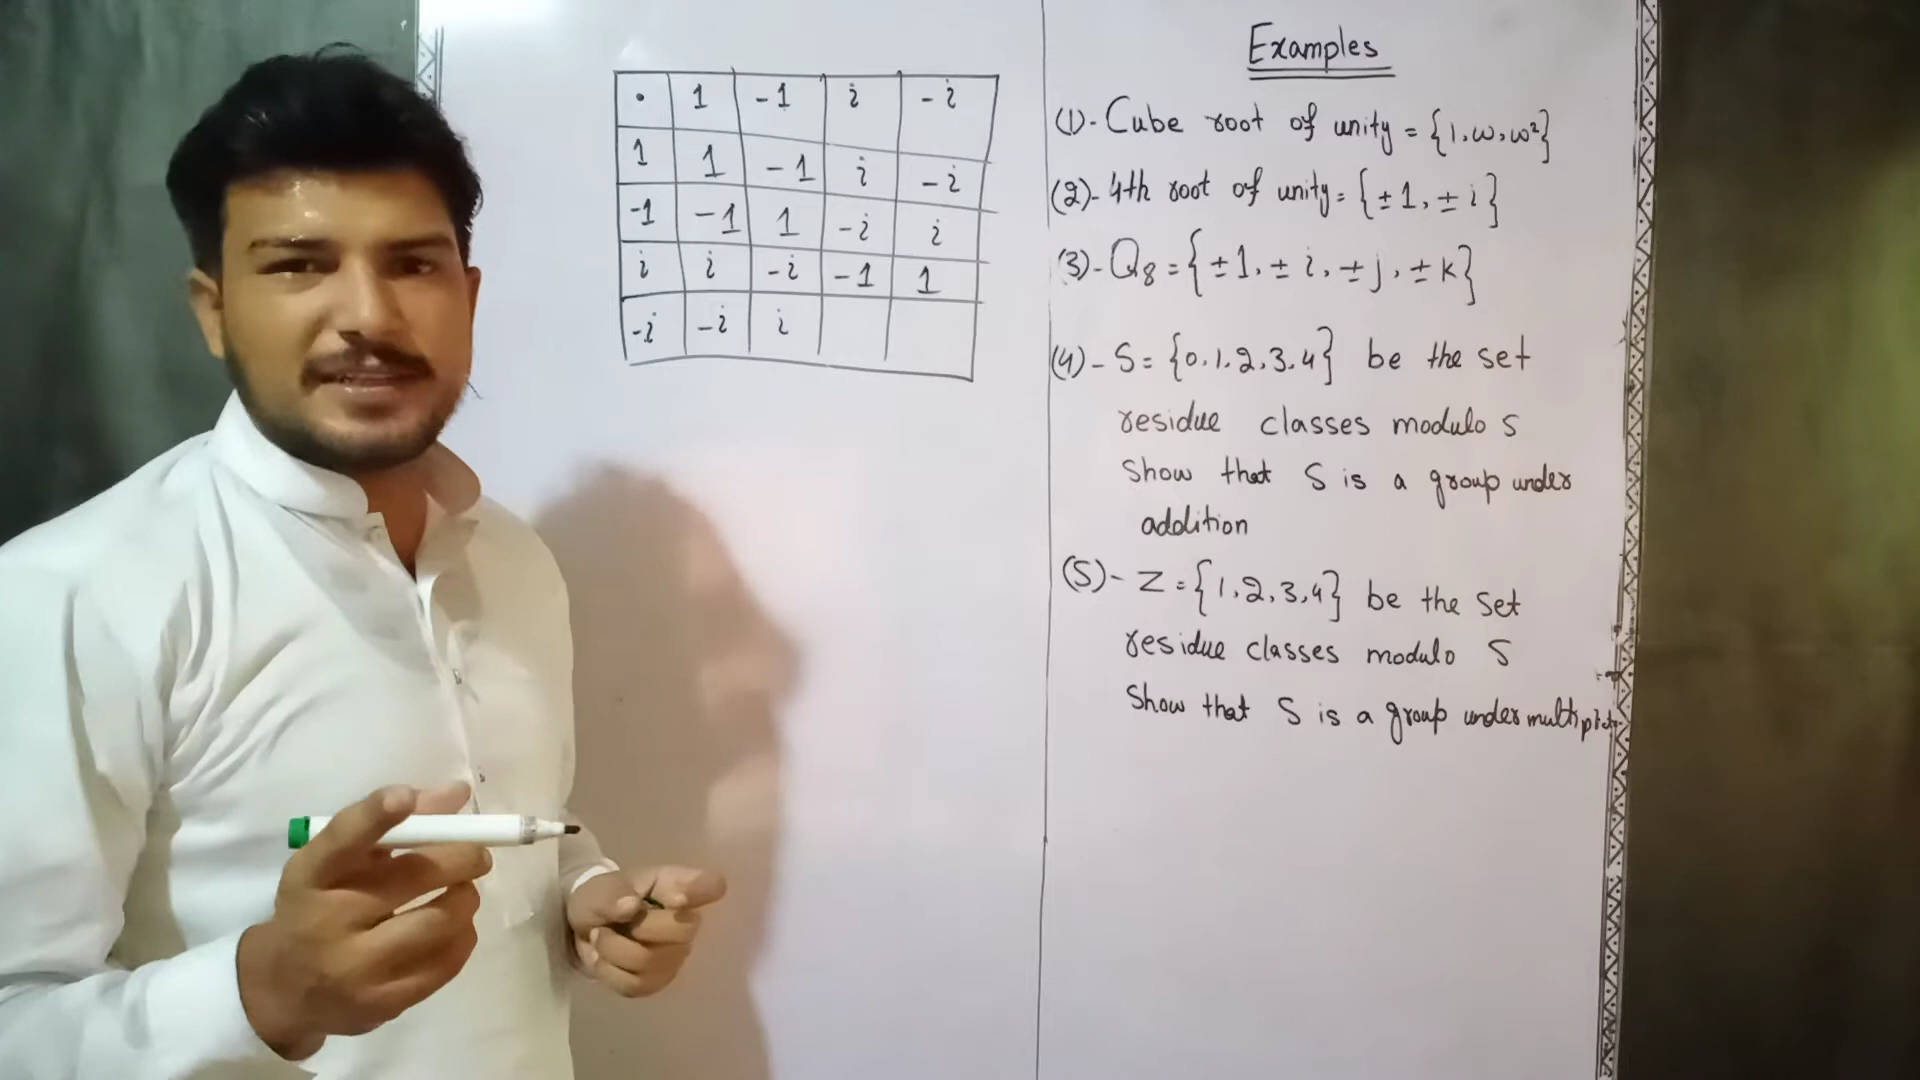 • 1 -1 i -i
1 1 -1 i -i
-1 -1 1 -i i
i i -i -1 1
-i -i i
Examples
(1)- Cube root of unity = {1, ω, ω²}
(2)- 4th root of unity = {±1, ±i}
(3)- Q8 = {±1, ±i, ±j, ±k}
(4)- S = {0, 1, 2, 3, 4} be the set
residue classes modulo 5
Show that S is a group under
addition
(5)- Z = {1, 2, 3, 4} be the set
residue classes modulo 5
Show that S is a group under